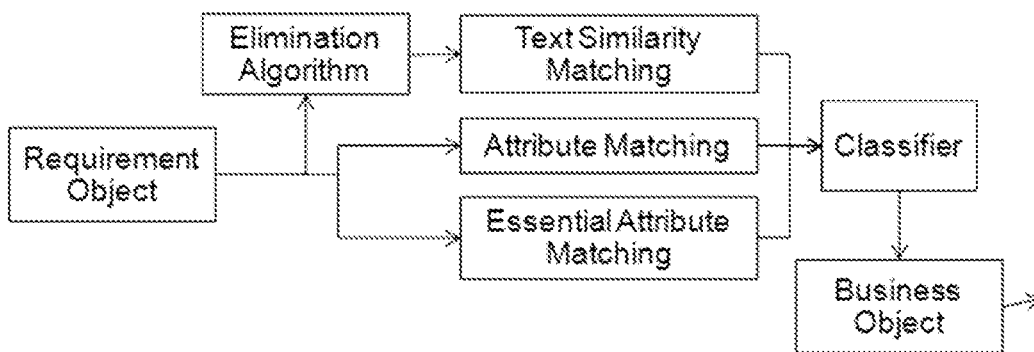 Elimination
Algorithm
Text Similarity
Matching
Requirement
Object
Attribute Matching
Classifier
Essential Attribute
Matching
Business
Object